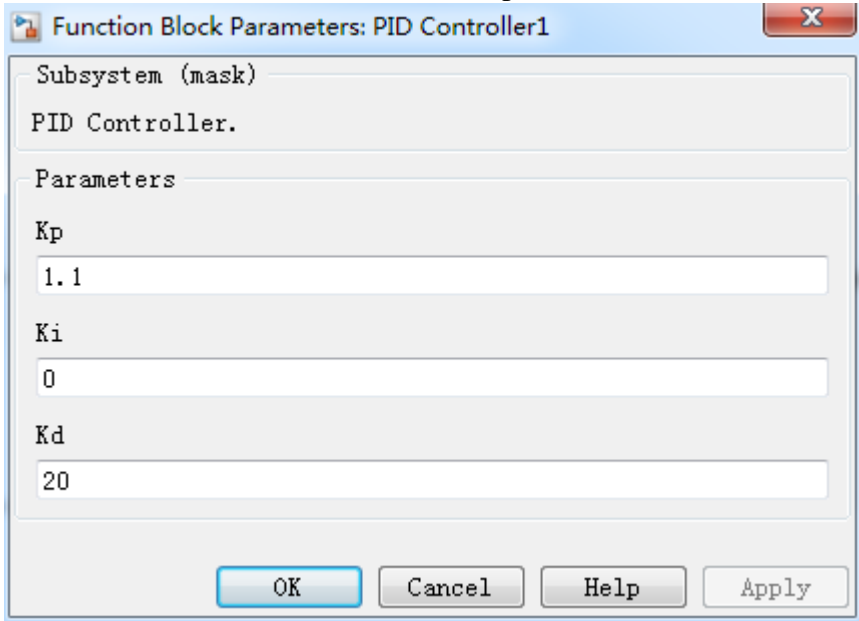 Function Block Parameters: PID Controller1
Subsystem (mask)
PID Controller.
Parameters
Kp
1.1
Ki
0
Kd
20
OK Cancel Help Apply